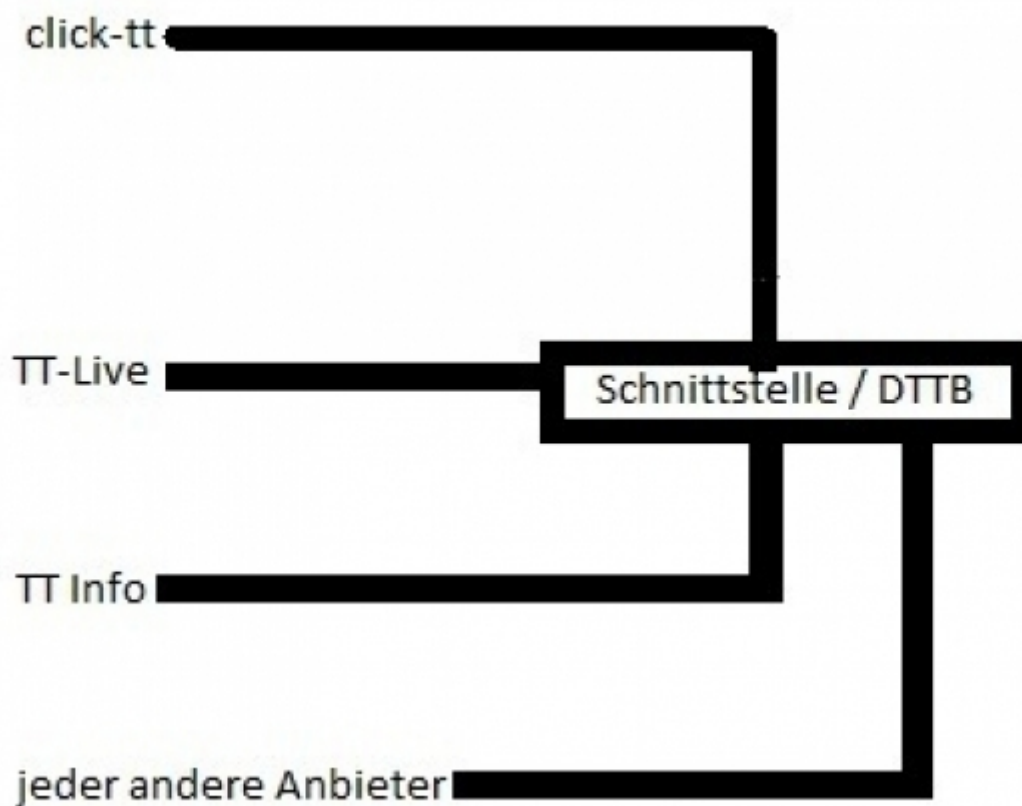 click-tt
TT-Live
Schnittstelle / DTTB
TT Info
jeder andere Anbieter